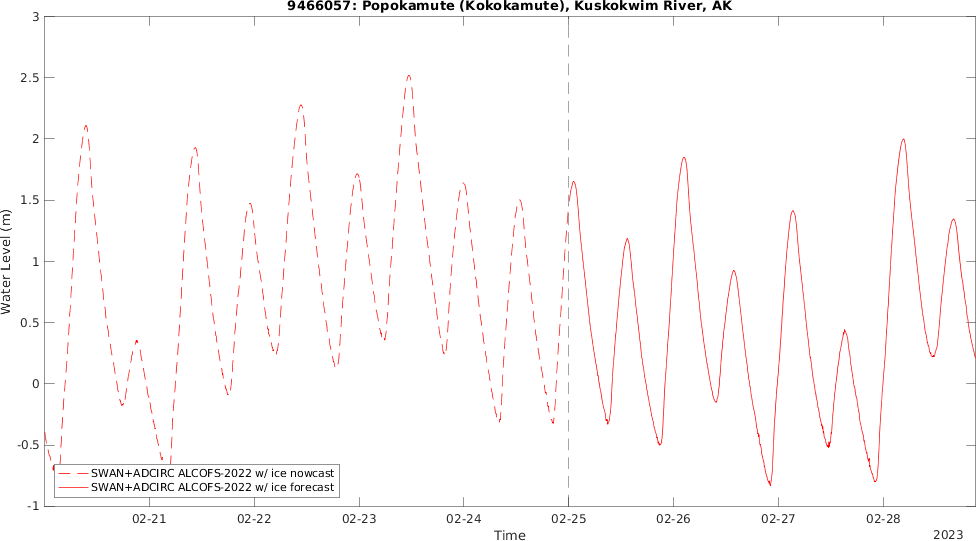 9466057: Popokamute (Kokokamute), Kuskokwim River, AK
Water Level (m)
3
2.5
2
1.5
1
0.5
0
-0.5
-1
SWAN+ADCIRC ALCOFS-2022 w/ ice nowcast
SWAN+ADCIRC ALCOFS-2022 w/ ice forecast
02-21 02-22 02-23 02-24 02-25 02-26 02-27 02-28
Time
2023